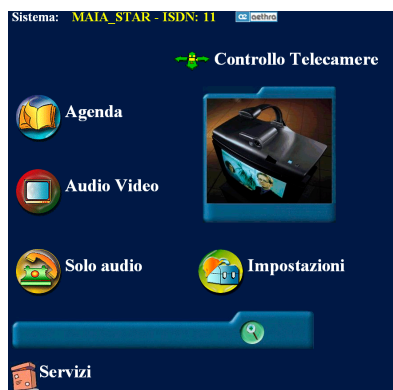 Sistema: MAIA_STAR - ISDN: 11 aethra
Controllo Telecamere
Agenda
Audio Video
Solo audio
Impostazioni
Servizi